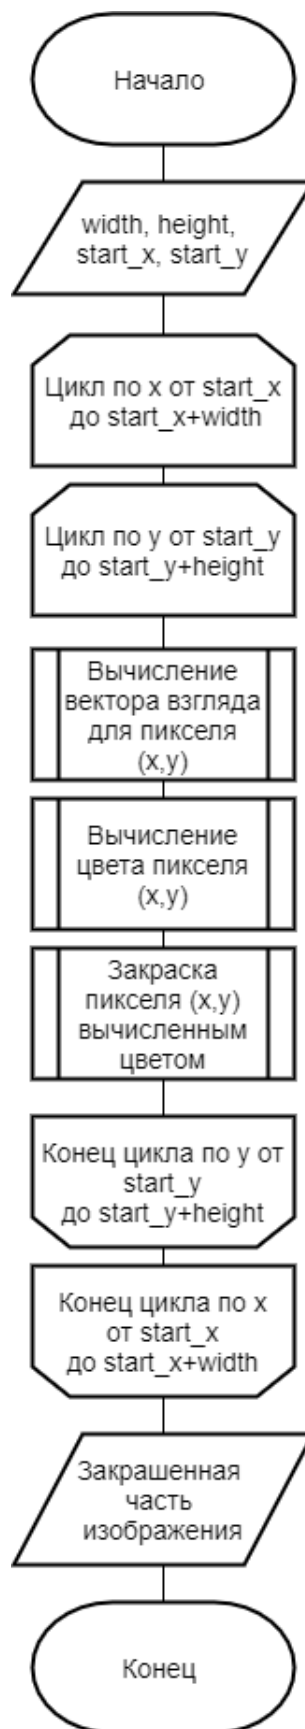 Начало
width, height,
start_x, start_y
Цикл по x от start_x
до start_x+width
Цикл по y от start_y
до start_y+height
Вычисление
вектора взгляда
для пикселя
(x,y)
Вычисление
цвета пикселя
(x,y)
Закраска
пикселя (x,y)
вычисленным
цветом
Конец цикла по y от
start_y
до start_y+height
Конец цикла по x
от start_x
до start_x+width
Закрашенная
часть
изображения
Конец